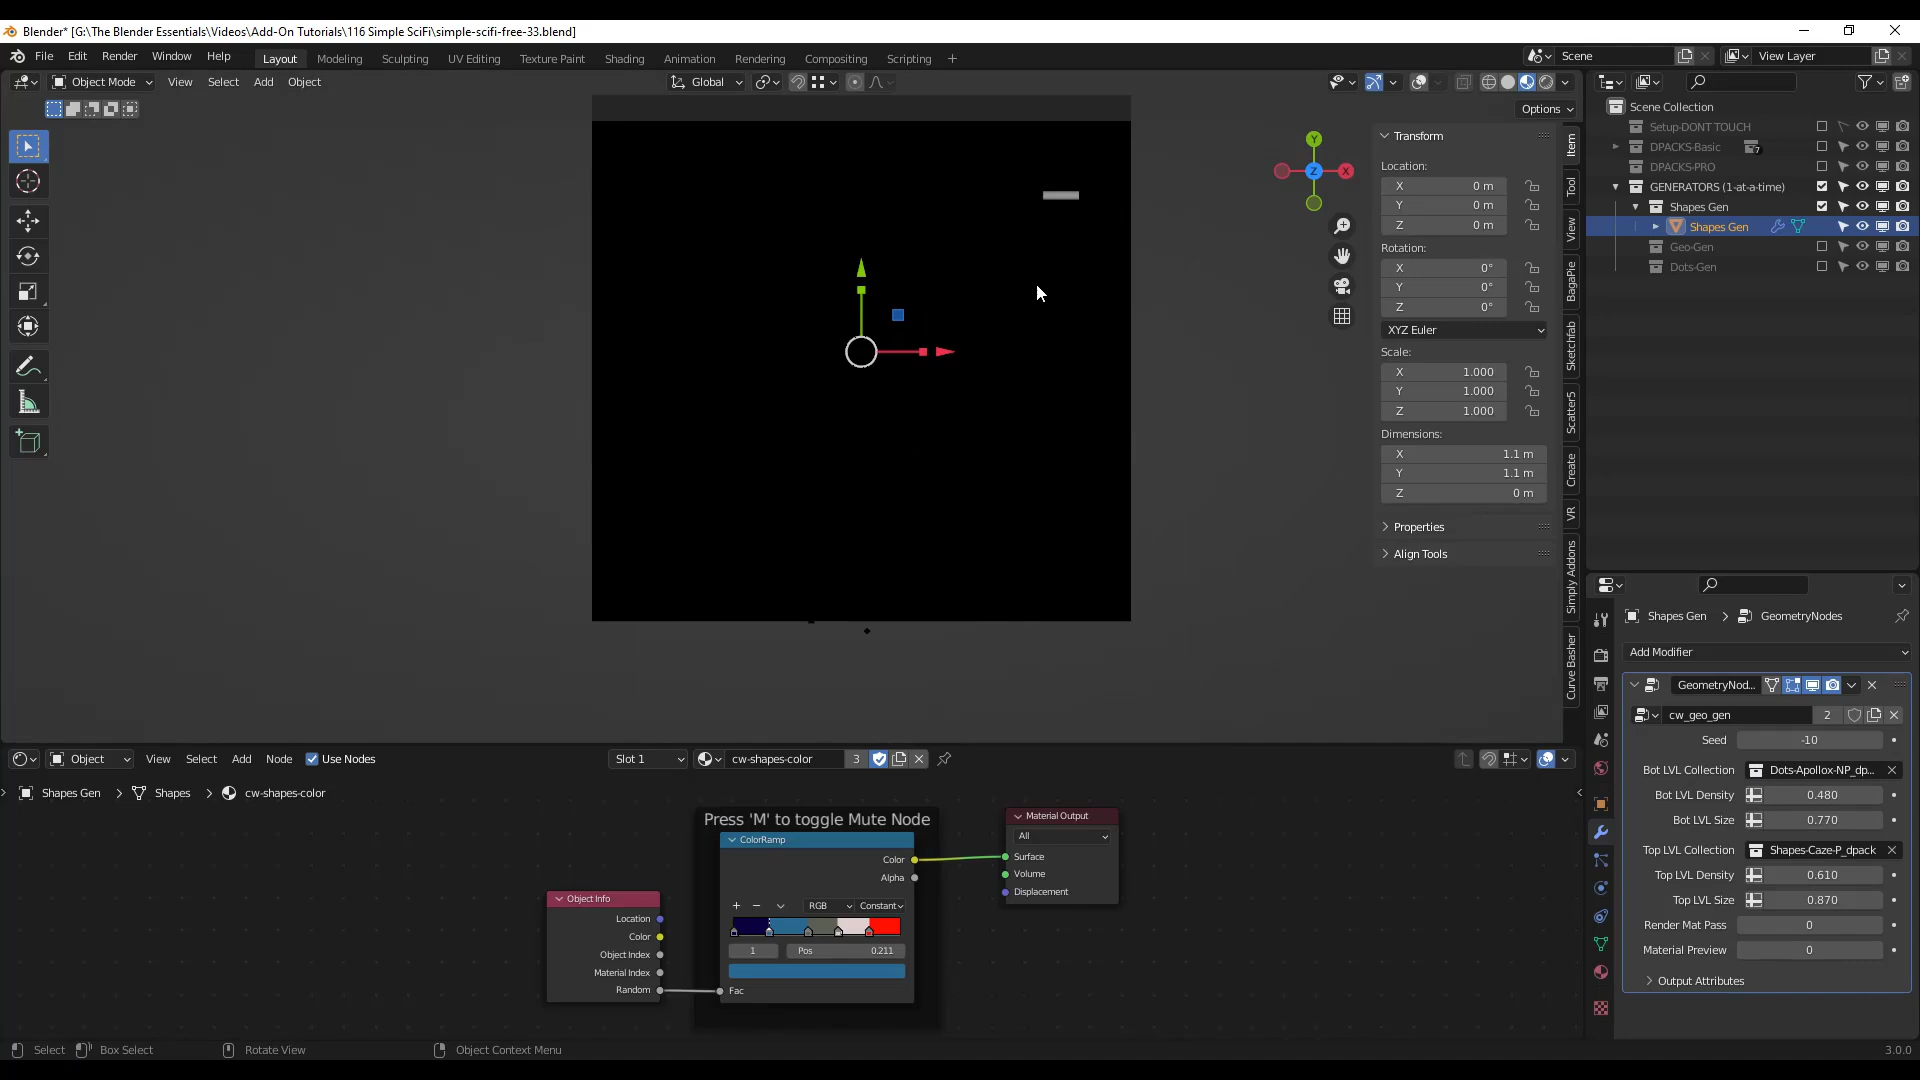 Blender* [G:\The Blender Essentials\Videos\Add-On Tutorials\116 Simple SciFi\simple-scifi-free-33.blend]
File Edit Render Window Help Layout Modeling Sculpting UV Editing Texture Paint Shading Animation Rendering Compositing Scripting + Scene View Layer
Object Mode View Select Add Object Global
Options
Transform
Location:
X 0 m
Y 0 m
Z 0 m
Rotation:
X 0°
Y 0°
Z 0°
XYZ Euler
Scale:
X 1.000
Y 1.000
Z 1.000
Dimensions:
X 1.1 m
Y 1.1 m
Z 0 m
Properties
Align Tools
Y
Z X
Item
Tool
View
BagaPie
Sketchfab
Scatter5
Create
VR
Simply Addons
Curve Basher
Scene Collection
Setup-DONT TOUCH
DPACKS-Basic 7
DPACKS-PRO
GENERATORS (1-at-a-time)
Shapes Gen
Shapes Gen
Geo-Gen
Dots-Gen
Shapes Gen > GeometryNodes
Add Modifier
GeometryNod...
cw_geo_gen 2
Seed -10
Bot LVL Collection Dots-Apollox-NP_dp...
Bot LVL Density 0.480
Bot LVL Size 0.770
Top LVL Collection Shapes-Caze-P_dpack
Top LVL Density 0.610
Top LVL Size 0.870
Render Mat Pass 0
Material Preview 0
Output Attributes
Object View Select Add Node Use Nodes Slot 1 cw-shapes-color 3
Shapes Gen > Shapes > cw-shapes-color
Press 'M' to toggle Mute Node
ColorRamp
Color
Alpha
+ − RGB Constant
1 Pos 0.211
Fac
Object Info
Location
Color
Object Index
Material Index
Random
Material Output
All
Surface
Volume
Displacement
Select Box Select Rotate View Object Context Menu 3.0.0